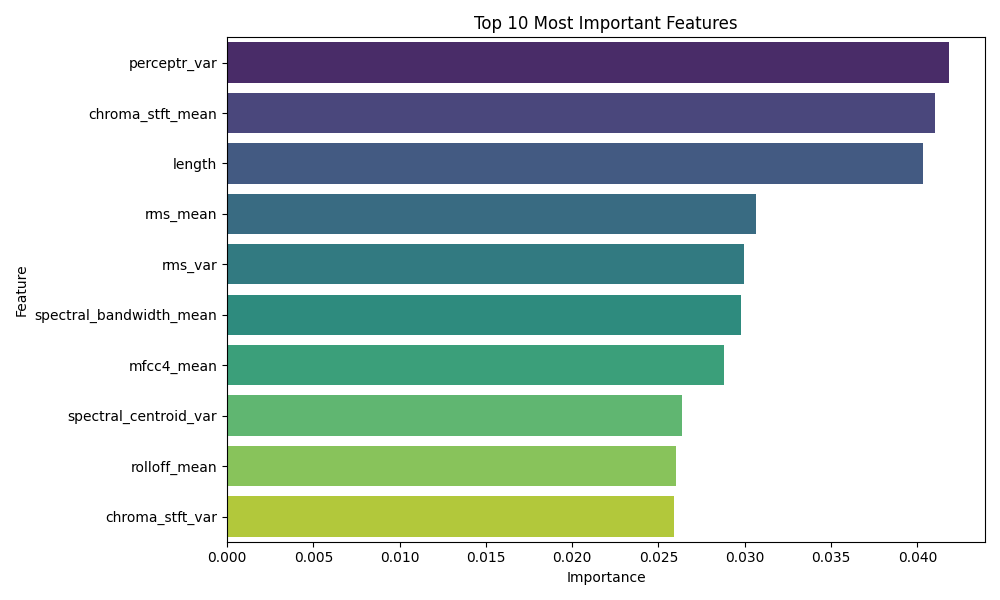 Top 10 Most Important Features
Feature
perceptr_var
chroma_stft_mean
length
rms_mean
rms_var
spectral_bandwidth_mean
mfcc4_mean
spectral_centroid_var
rolloff_mean
chroma_stft_var
0.000 0.005 0.010 0.015 0.020 0.025 0.030 0.035 0.040
Importance